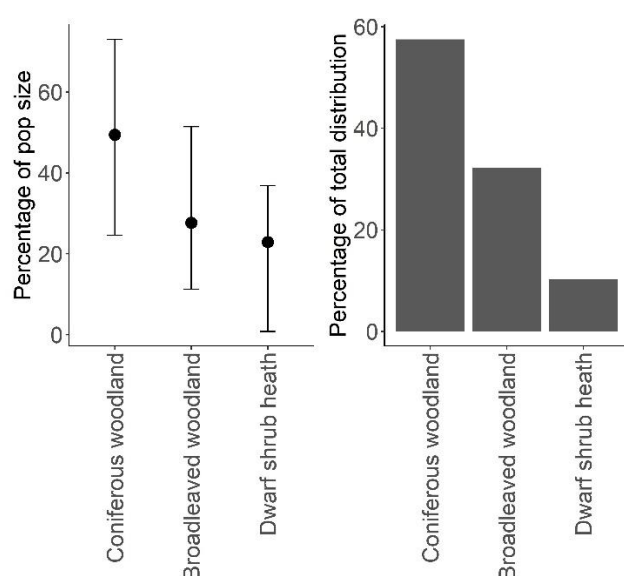 Percentage of pop size
60
40
20
0
Coniferous woodland
Broadleaved woodland
Dwarf shrub heath
Percentage of total distribution
60
40
20
0
Coniferous woodland
Broadleaved woodland
Dwarf shrub heath